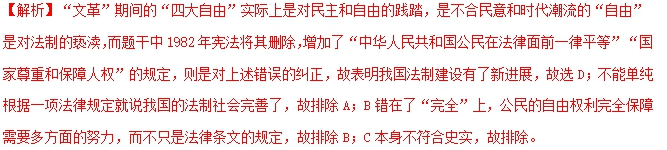 【解析】“文革”期间的“四大自由”实际上是对民主和自由的践踏，是不合民意和时代潮流的“自由”
是对法制的亵渎，而题干中 1982 年宪法将其删除，增加了“中华人民共和国公民在法律面前一律平等”“国
家尊重和保障人权”的规定，则是对上述错误的纠正，故表明我国法制建设有了新进展，故选 D；不能单纯
根据一项法律规定就说我国的法制社会完善了，故排除 A；B 错在了“完全”上，公民的自由权利完全保障
需要多方面的努力，而不只是法律条文的规定，故排除 B；C 本身不符合史实，故排除。